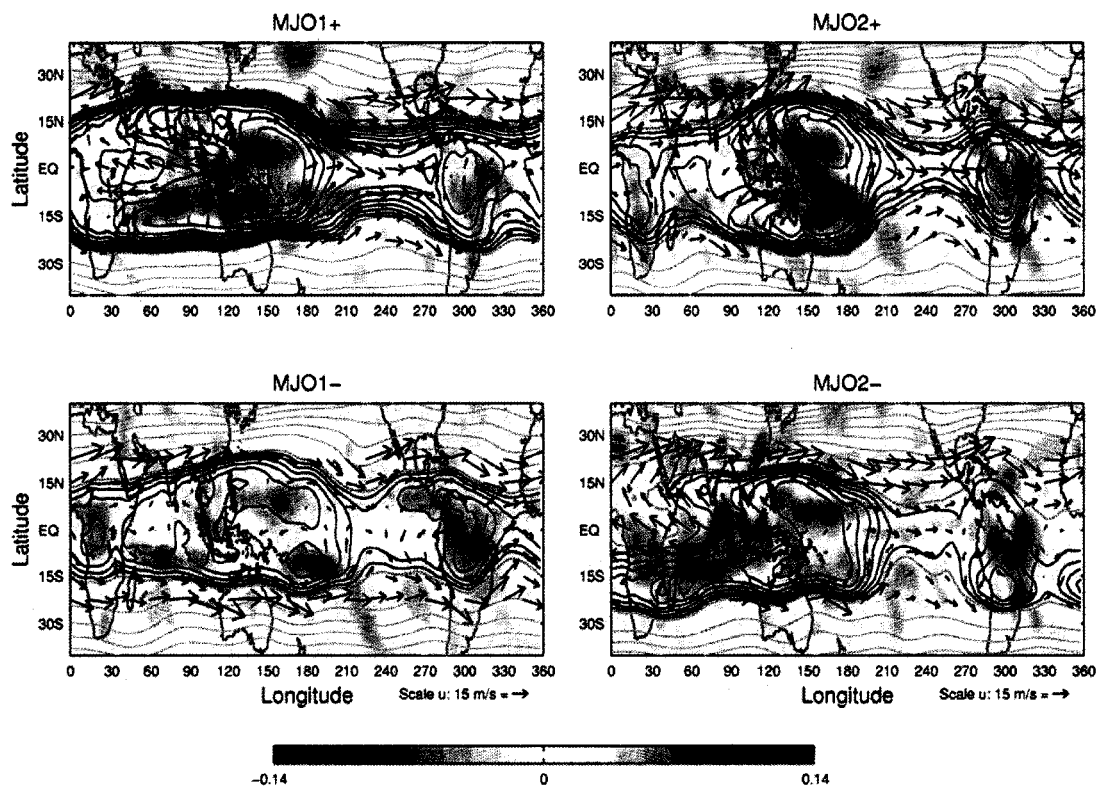 MJO1+
MJO2+
Latitude
30N
15N
EQ
15S
30S
0 30 60 90 120 150 180 210 240 270 300 330 360
30N
15N
EQ
15S
30S
0 30 60 90 120 150 180 210 240 270 300 330 360
MJO1−
MJO2−
Latitude
30N
15N
EQ
15S
30S
0 30 60 90 120 150 180 210 240 270 300 330 360
Longitude
Scale u: 15 m/s = →
30N
15N
EQ
15S
30S
0 30 60 90 120 150 180 210 240 270 300 330 360
Longitude
Scale u: 15 m/s = →
−0.14 0 0.14